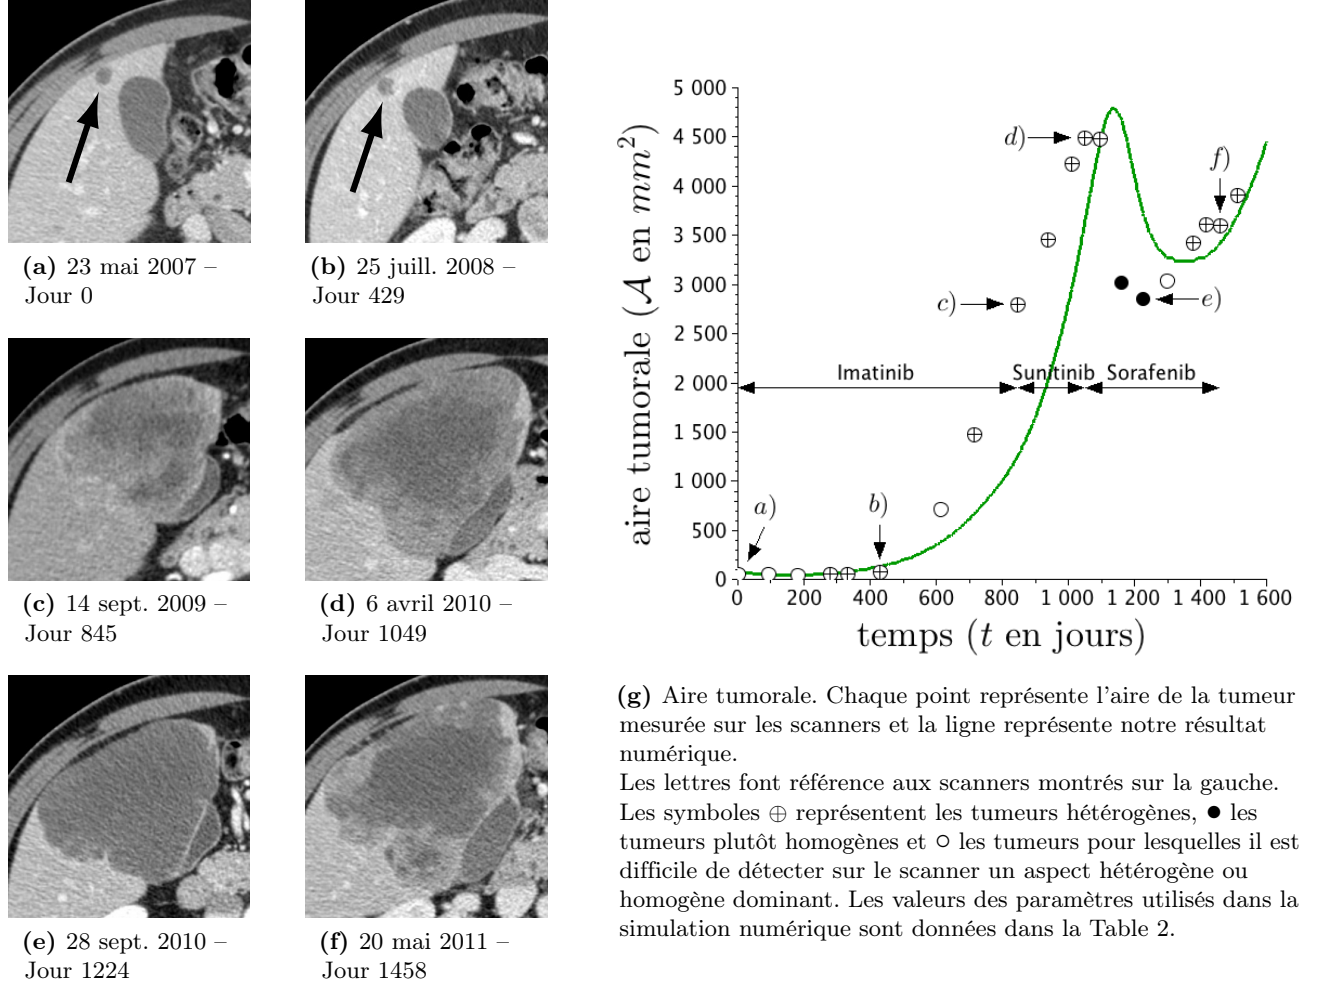 (a) 23 mai 2007 –
Jour 0
(b) 25 juill. 2008 –
Jour 429
(c) 14 sept. 2009 –
Jour 845
(d) 6 avril 2010 –
Jour 1049
(e) 28 sept. 2010 –
Jour 1224
(f) 20 mai 2011 –
Jour 1458
aire tumorale (𝒜 en mm²)
5 000
4 500
4 000
3 500
3 000
2 500
2 000
1 500
1 000
500
0
d)
f)
c)
e)
Imatinib
Sunitinib
Sorafenib
a)
b)
0 200 400 600 800 1 000 1 200 1 400 1 600
temps (t en jours)
(g) Aire tumorale. Chaque point représente l'aire de la tumeur
mesurée sur les scanners et la ligne représente notre résultat
numérique.
Les lettres font référence aux scanners montrés sur la gauche.
Les symboles ⊕ représentent les tumeurs hétérogènes, ● les
tumeurs plutôt homogènes et ○ les tumeurs pour lesquelles il est
difficile de détecter sur le scanner un aspect hétérogène ou
homogène dominant. Les valeurs des paramètres utilisés dans la
simulation numérique sont données dans la Table 2.